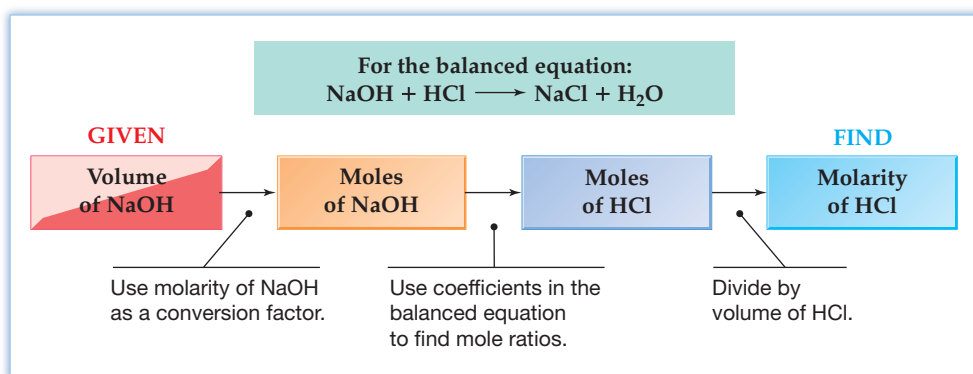 For the balanced equation:
NaOH + HCl ⟶ NaCl + H₂O
GIVEN
FIND
Volume
of NaOH
Moles
of NaOH
Moles
of HCl
Molarity
of HCl
Use molarity of NaOH
as a conversion factor.
Use coefficients in the
balanced equation
to find mole ratios.
Divide by
volume of HCl.